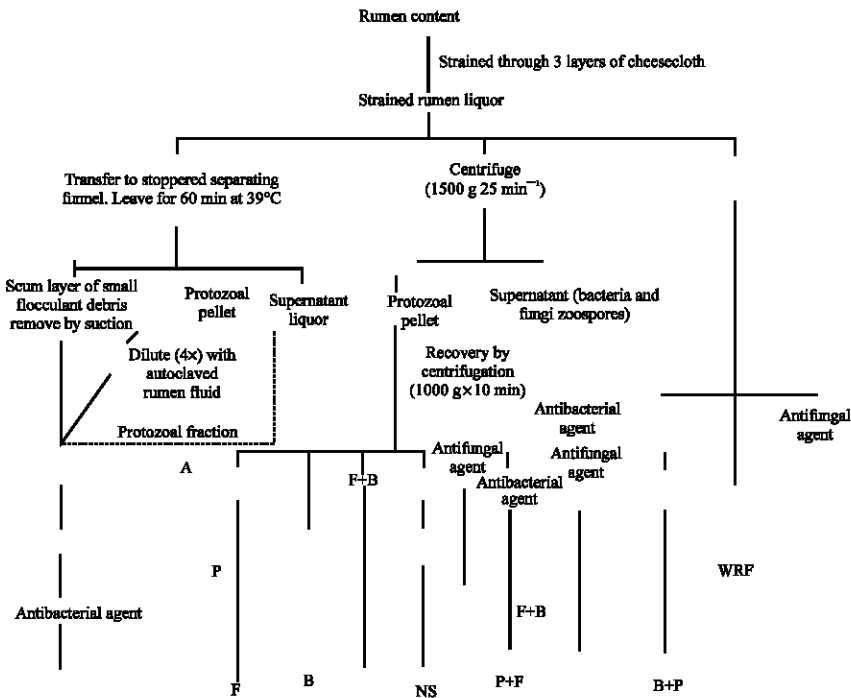 Rumen content
Strained through 3 layers of cheesecloth
Strained rumen liquor
Transfer to stoppered separating
funnel. Leave for 60 min at 39°C
Centrifuge
(1500 g 25 min⁻¹)
Scum layer of small
flocculant debris
remove by suction
Protozoal
pellet
Supernatant
liquor
Protozoal
pellet
Supernatant (bacteria and
fungi zoospores)
Dilute (4×) with
autoclaved
rumen fluid
Recovery by
centrifugation
(1000 g×10 min)
Protozoal fraction
Antibacterial
agent
Antifungal
agent
Antifungal
agent
Antifungal
agent
A
F+B
Antibacterial
agent
P
WRF
Antibacterial agent
F+B
F
B
NS
P+F
B+P